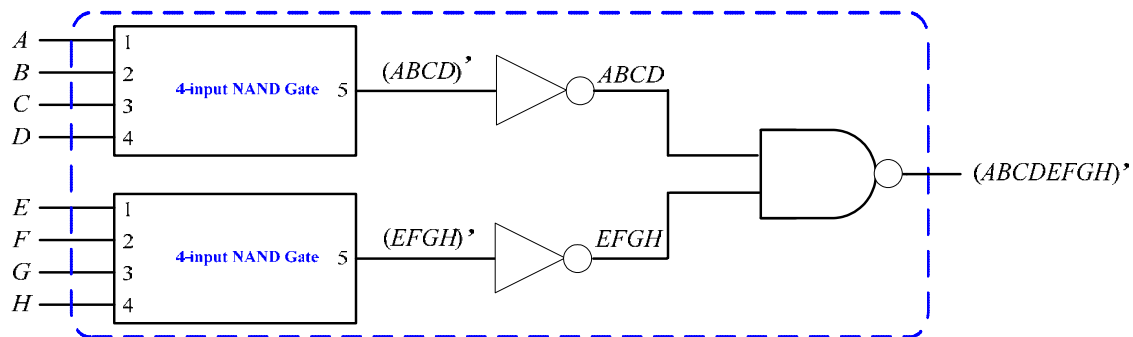 A
B
C
D
1
2
3
4
4-input NAND Gate
5
(ABCD)’
ABCD
(ABCDEFGH)’
E
F
G
H
1
2
3
4
4-input NAND Gate
5
(EFGH)’
EFGH